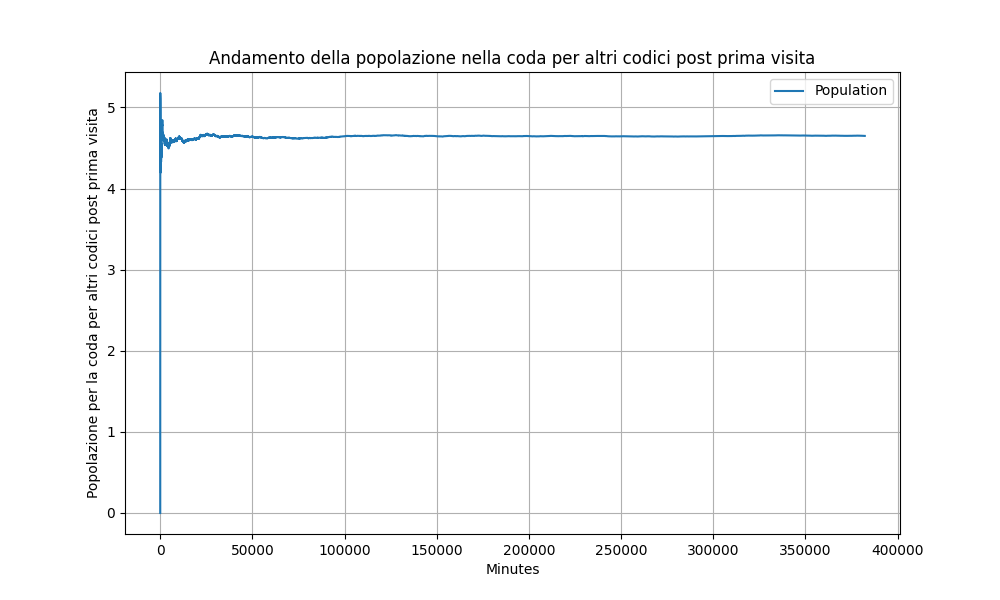 Andamento della popolazione nella coda per altri codici post prima visita
Population
Popolazione per la coda per altri codici post prima visita
5
4
3
2
1
0
0 50000 100000 150000 200000 250000 300000 350000 400000
Minutes